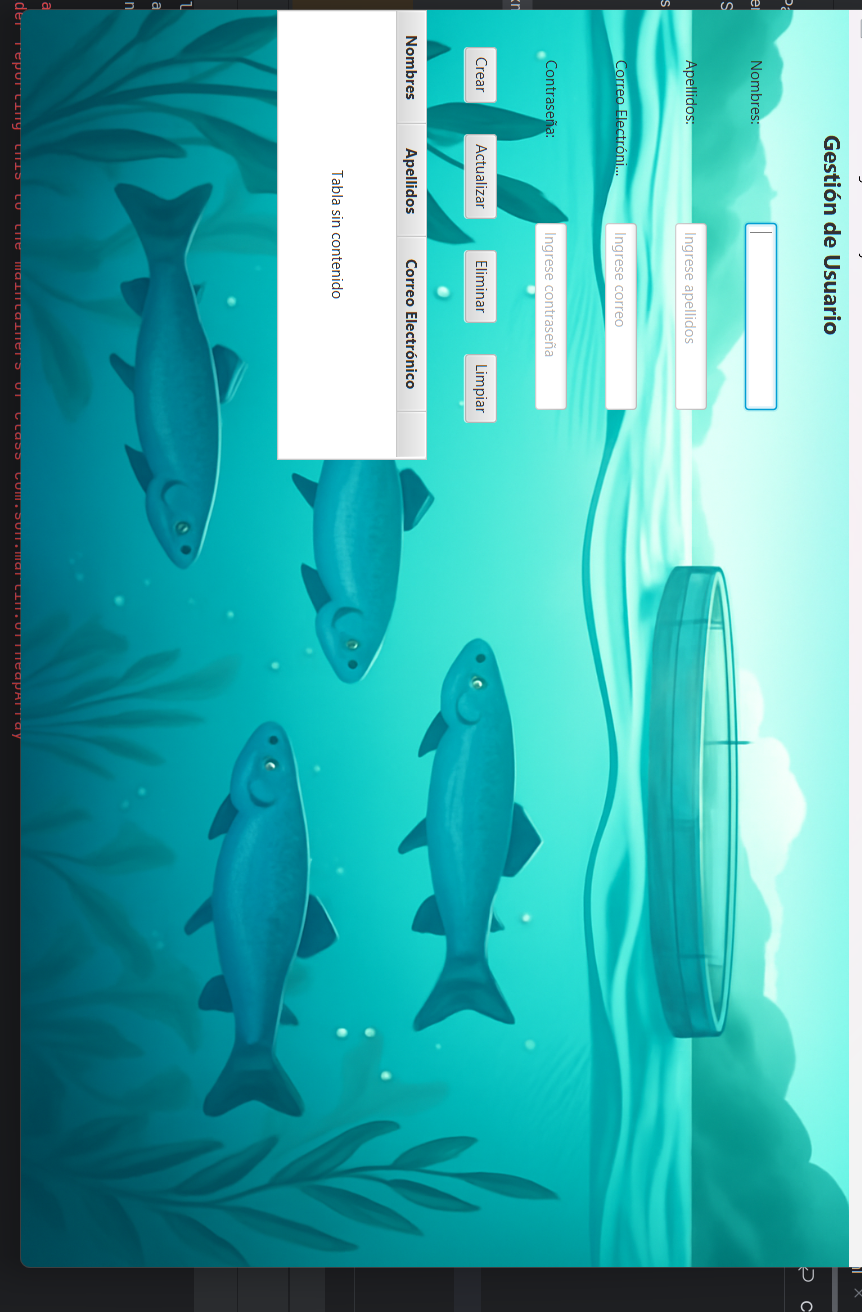 Gestión de Usuario
Nombres:
Apellidos:
Ingrese apellidos
Correo Electróni...
Ingrese correo
Contraseña:
Ingrese contraseña
Crear Actualizar Eliminar Limpiar
Nombres Apellidos Correo Electrónico
Tabla sin contenido
der reporting this to the maintainers of class com.sun.marlin.OffHeapArray